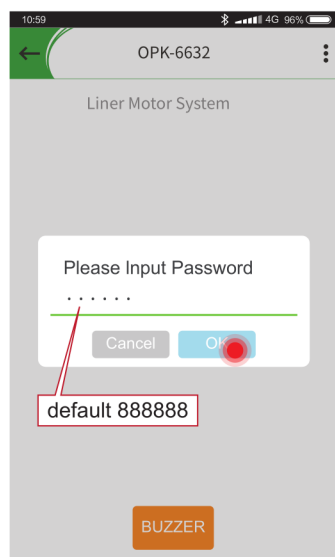 10:59 4G 96%
OPK-6632
Liner Motor System
Please Input Password
......
Cancel OK
default 888888
BUZZER